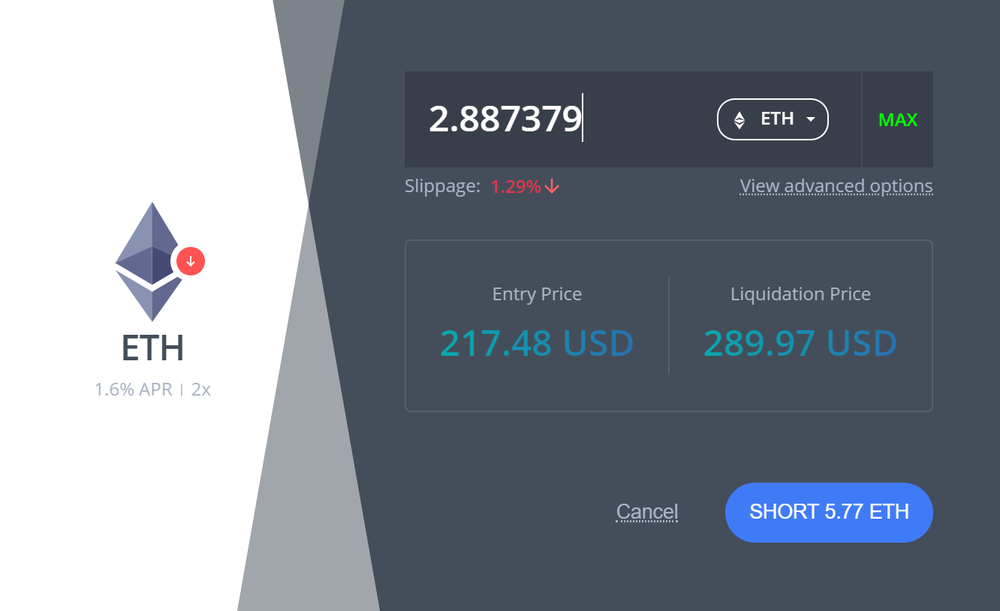 2.887379
ETH
MAX
Slippage: 1.29%
View advanced options
Entry Price
217.48 USD
Liquidation Price
289.97 USD
ETH
1.6% APR | 2x
Cancel
SHORT 5.77 ETH